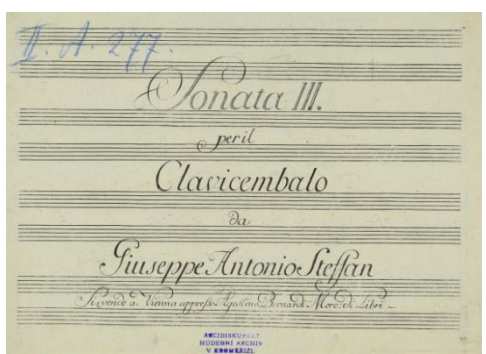 II. A. 277.
Sonata III.
per il
Clavicembalo
da
Giuseppe Antonio Steffan
Si vende à Vienna appresso Agostino Bernardi Merc: di Libri
ARCIBISKUPSKÝ
HUDEBNÍ ARCHIV
V KROMĚŘÍŽI